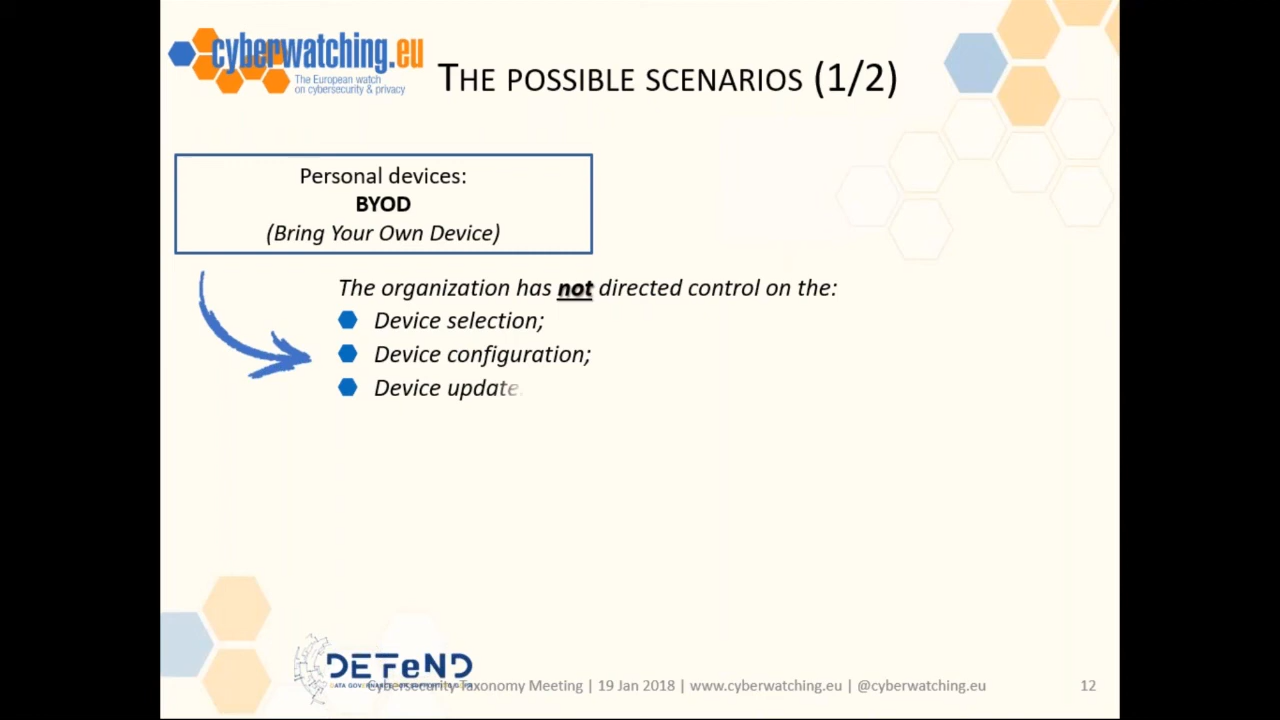 cyberwatching.eu
The European watch
on cybersecurity & privacy
THE POSSIBLE SCENARIOS (1/2)
Personal devices:
BYOD
(Bring Your Own Device)
The organization has not directed control on the:
Device selection;
Device configuration;
Device update.
DEFeND
Cybersecurity Taxonomy Meeting | 19 Jan 2018 | www.cyberwatching.eu | @cyberwatching.eu
12